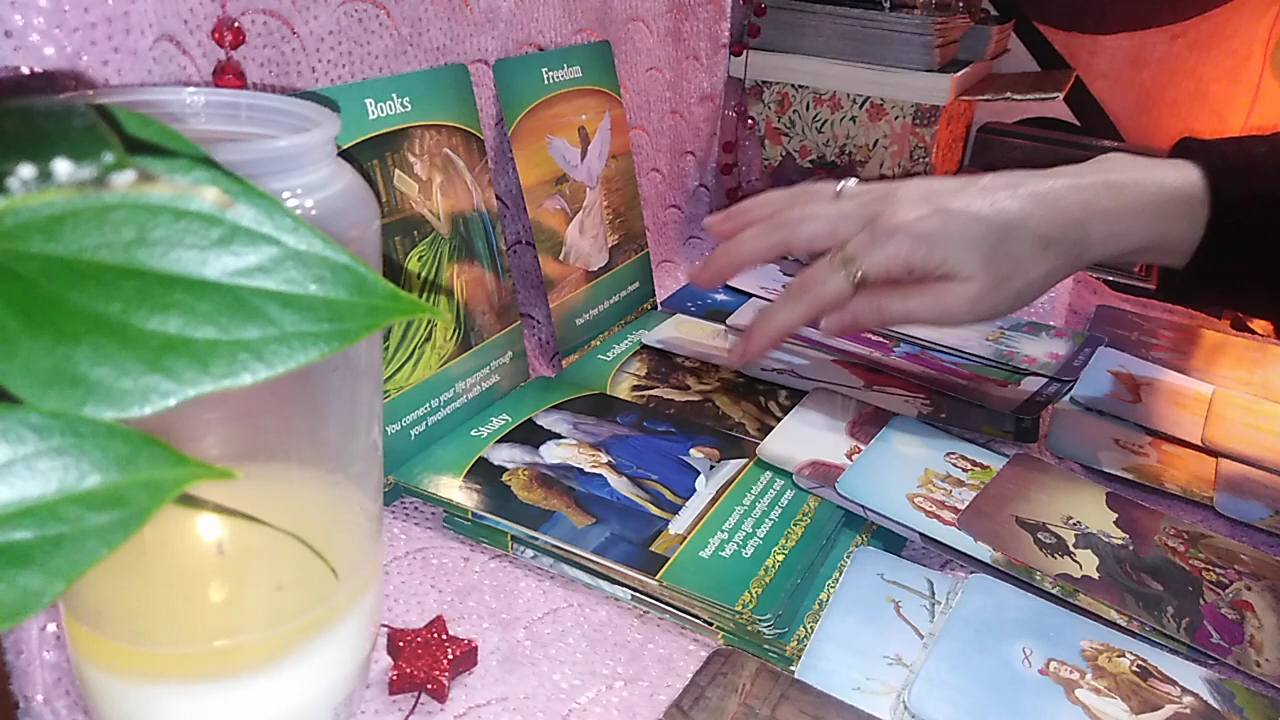 Books
You connect to your life purpose through
your involvement with books.
Freedom
You're free to do what you choose.
Leadership
Study
Reading, research, and education
help you gain confidence and
clarity about your career.